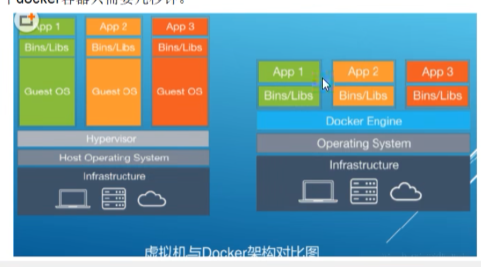 docker容器只需要几秒钟。
App 1 App 2 App 3
Bins/Libs Bins/Libs Bins/Libs
Guest OS Guest OS Guest OS
Hypervisor
Host Operating System
Infrastructure
App 1 App 2 App 3
Bins/Libs Bins/Libs Bins/Libs
Docker Engine
Operating System
Infrastructure
虚拟机与Docker架构对比图